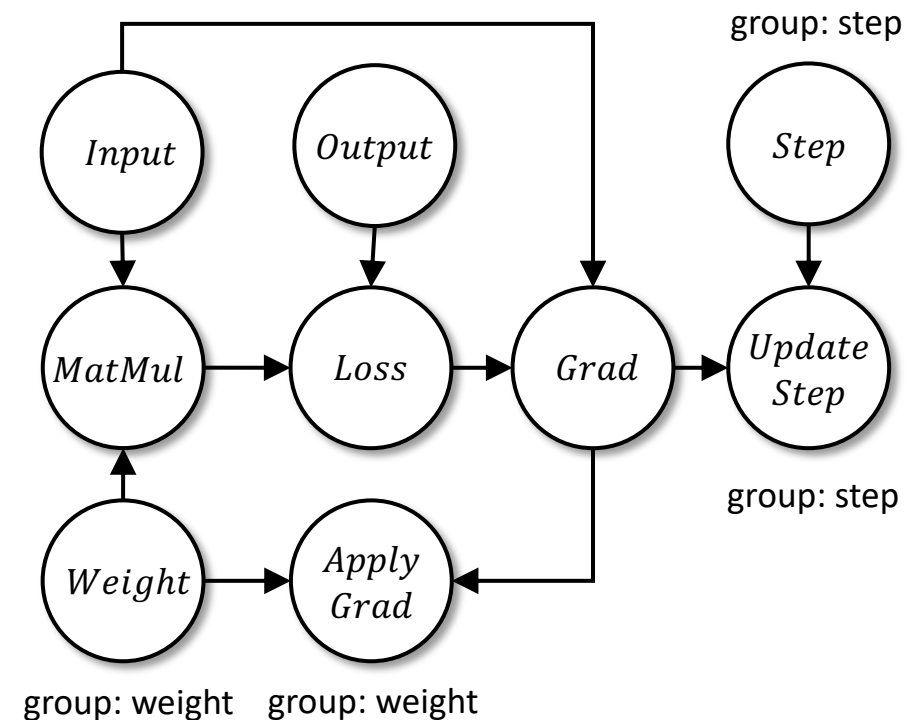 group: step
Input
Output
Step
MatMul
Loss
Grad
Update
Step
group: step
Weight
Apply
Grad
group: weight
group: weight